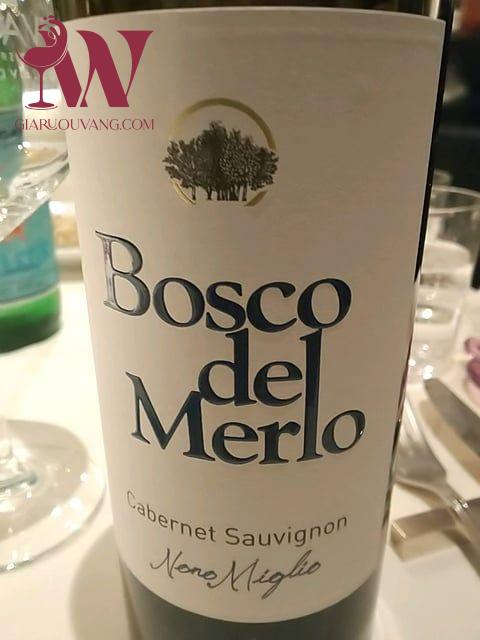 W
GIARUOUVANG.COM
Bosco
del
Merlo
Cabernet Sauvignon
Nono Miglio